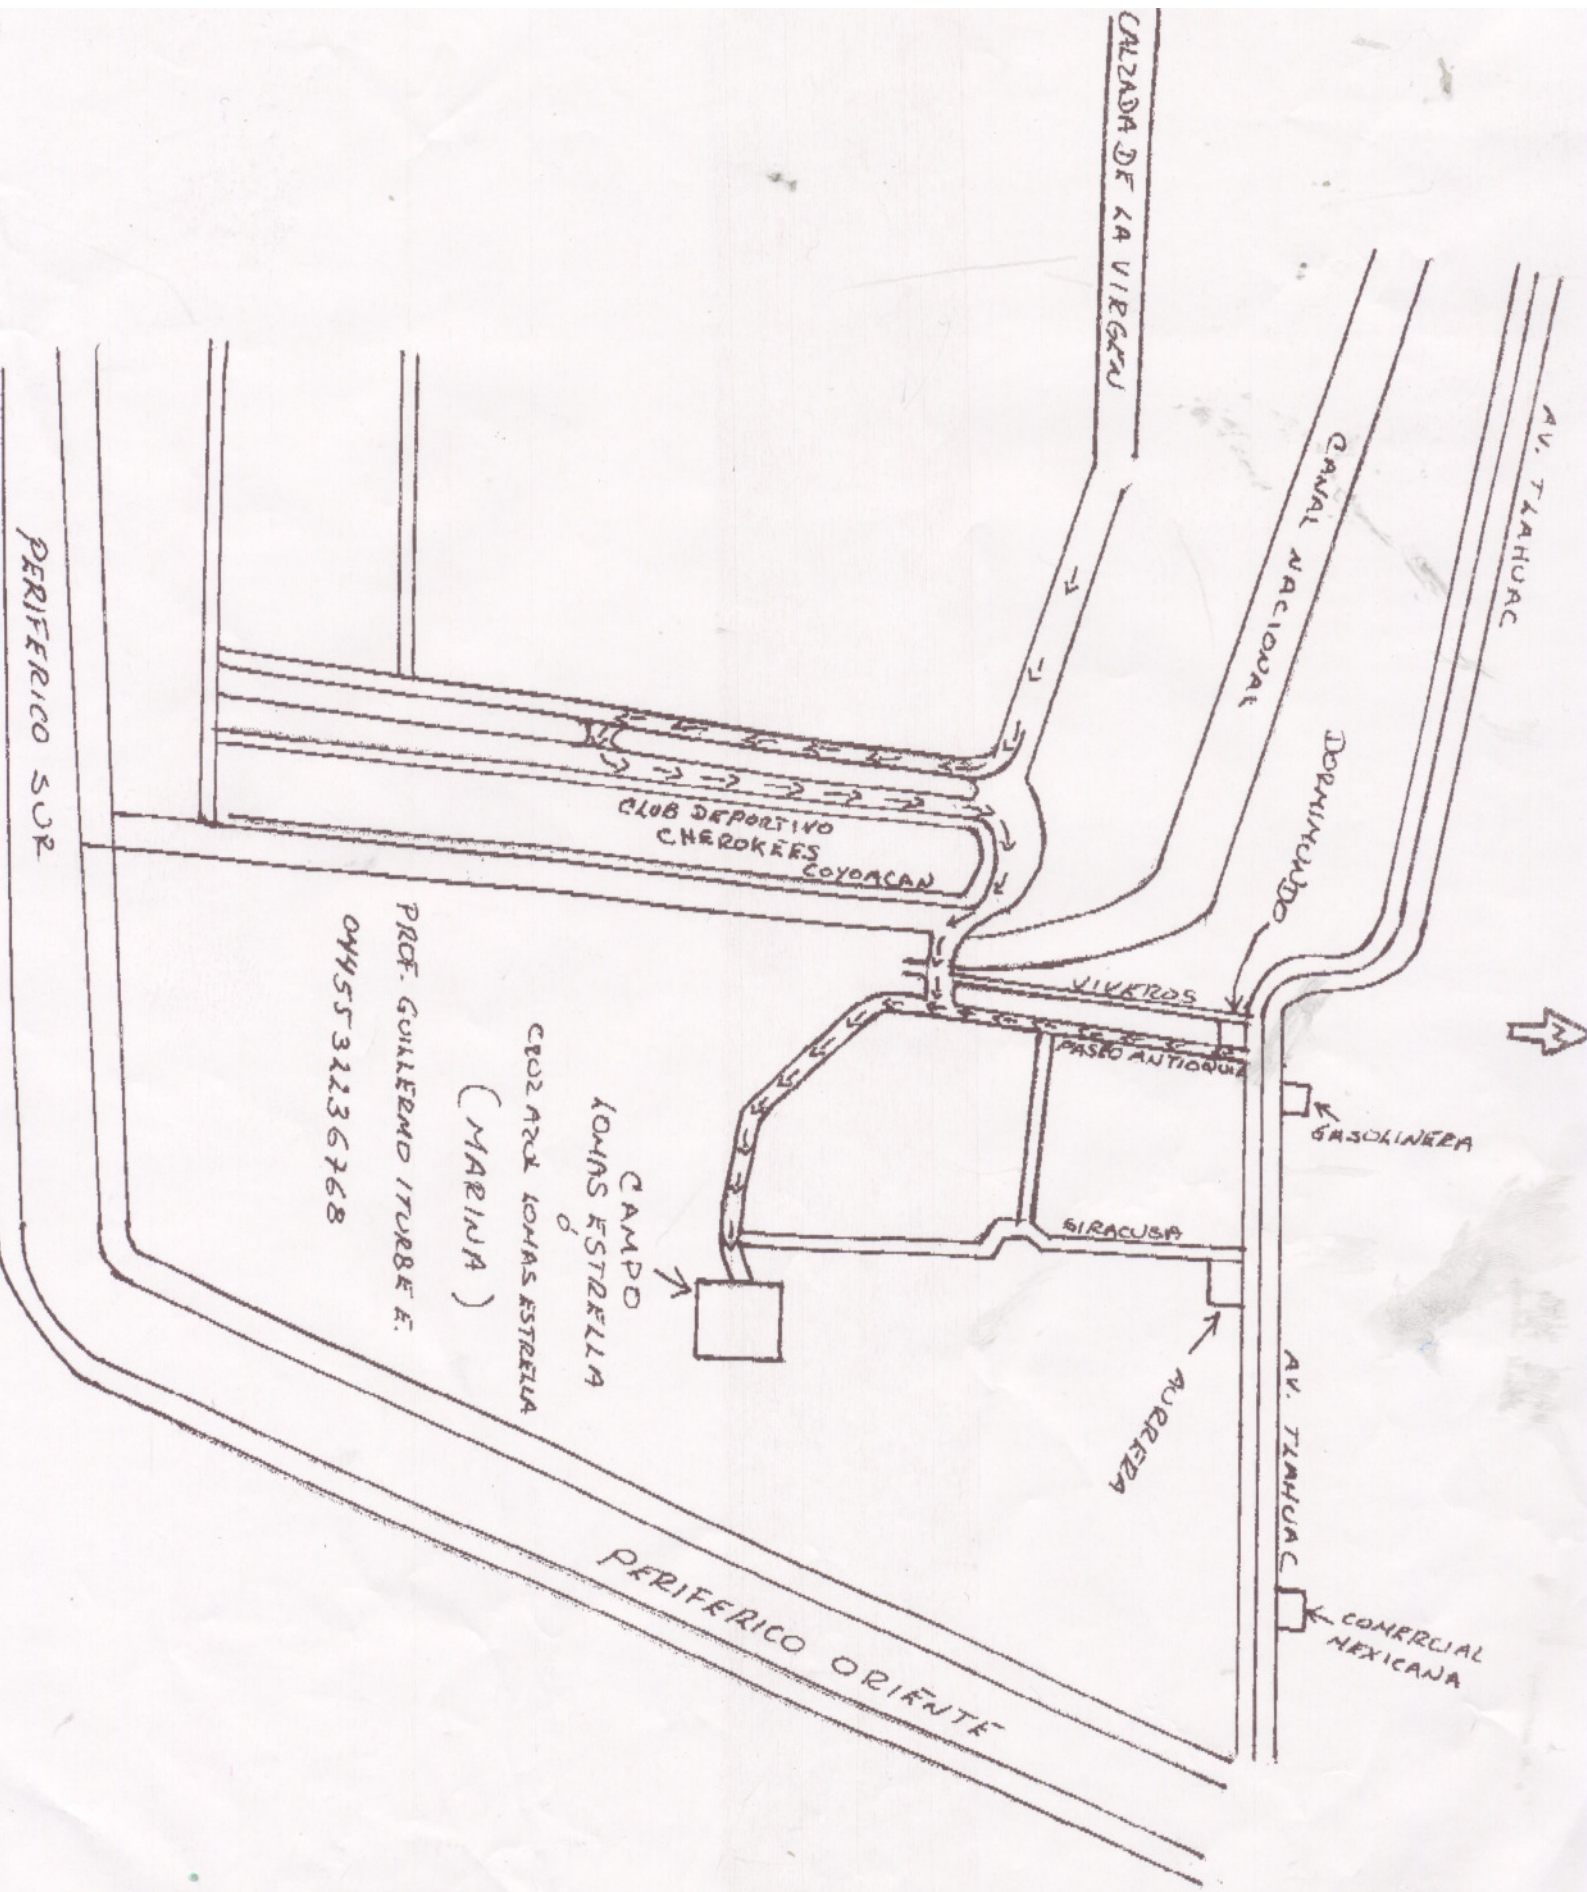 CALZADA DE LA VIRGEN
AV. TLAHUAC
CANAL NACIONAL
DORMIMUNDO
N
VIVEROS
PASEO ANTIOQUIA
GASOLINERA
SIRACUSA
AURRERA
AV. TLAHUAC
COMERCIAL
MEXICANA
CLUB DEPORTIVO
CHEROKEES
COYOACAN
CAMPO
LOMAS ESTRELLA
Ó
CRUZ AZUL LOMAS ESTRELLA
(MARINA)
PROF. GUILLERMO ITURBE E.
0445532236768
PERIFERICO SUR
PERIFERICO ORIENTE